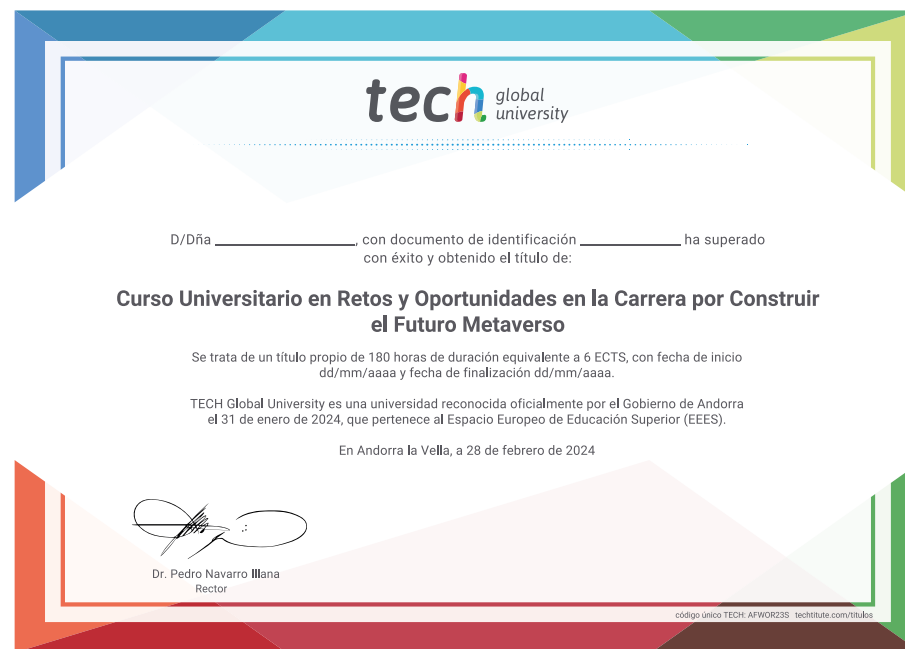 tech global
university
D/Dña ____________, con documento de identificación ____________ ha superado
con éxito y obtenido el título de:
Curso Universitario en Retos y Oportunidades en la Carrera por Construir
el Futuro Metaverso
Se trata de un título propio de 180 horas de duración equivalente a 6 ECTS, con fecha de inicio
dd/mm/aaaa y fecha de finalización dd/mm/aaaa.
TECH Global University es una universidad reconocida oficialmente por el Gobierno de Andorra
el 31 de enero de 2024, que pertenece al Espacio Europeo de Educación Superior (EEES).
En Andorra la Vella, a 28 de febrero de 2024
Dr. Pedro Navarro Illana
Rector
código único TECH: AFWOR23S techtitute.com/titulos